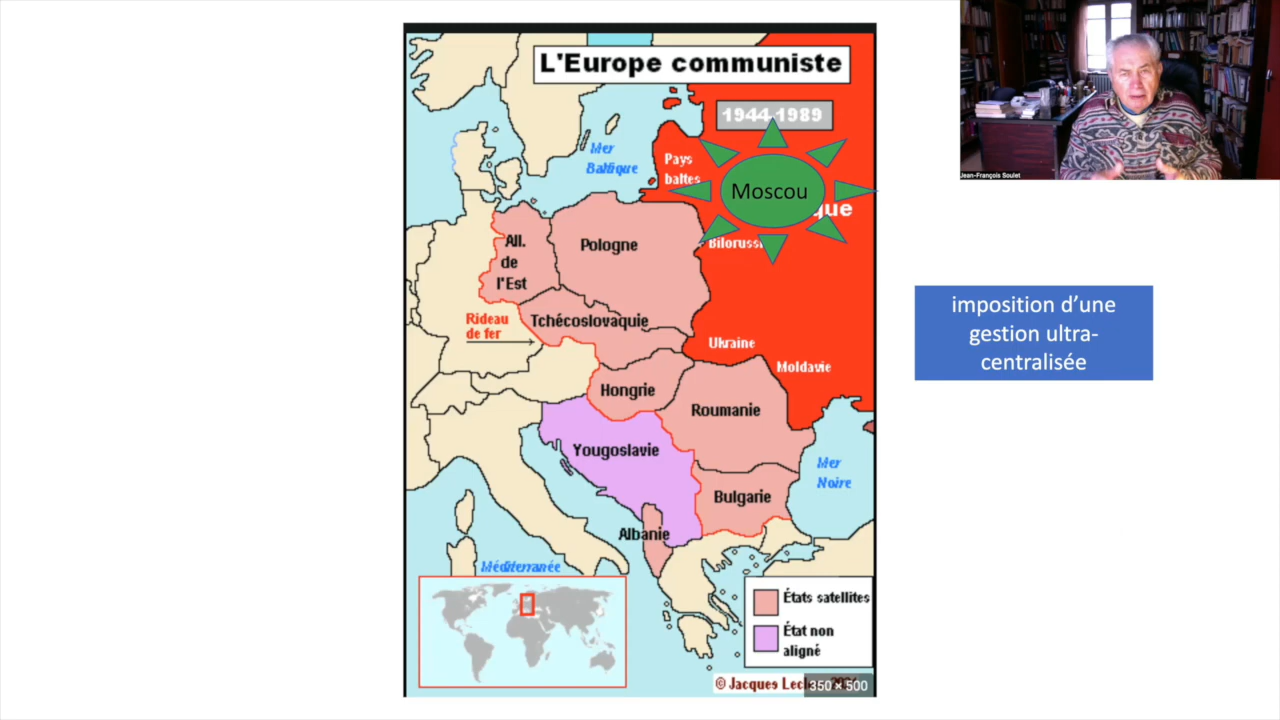 L'Europe communiste
1944-1989
Jean-François Soulet
Mer
Baltique
Pays
baltes
Moscou
que
Biloruss
All.
de
l'Est
Pologne
imposition d'une
gestion ultra-
centralisée
Rideau
de fer
Tchécoslovaquie
Ukraine
Moldavie
Hongrie
Roumanie
Yougoslavie
Mer
Noire
Bulgarie
Albanie
Méditerranée
États satellites
État non
aligné
© Jacques Lecl
350 × 500